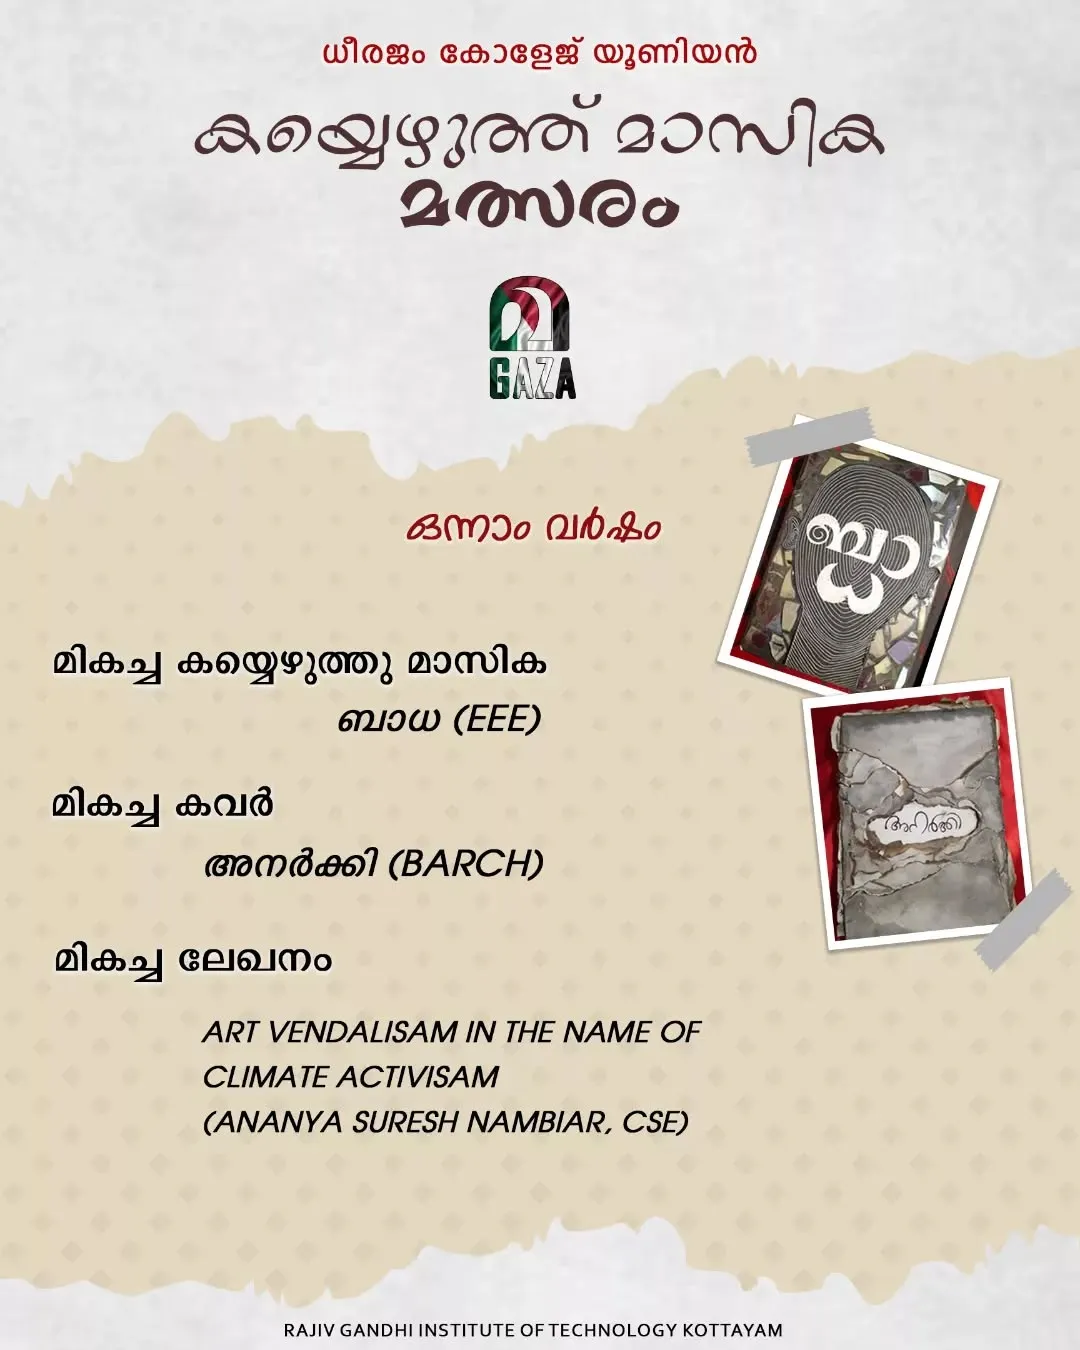 ധീരജം കോളേജ് യൂണിയൻ
കയ്യെഴുത്ത് മാസിക
മത്സരം
GAZA
ഒന്നാം വർഷം
മികച്ച കയ്യെഴുത്തു മാസിക
ബാധ (EEE)
മികച്ച കവർ
അനർക്കി (BARCH)
മികച്ച ലേഖനം
ART VENDALISAM IN THE NAME OF
CLIMATE ACTIVISAM
(ANANYA SURESH NAMBIAR, CSE)
RAJIV GANDHI INSTITUTE OF TECHNOLOGY KOTTAYAM